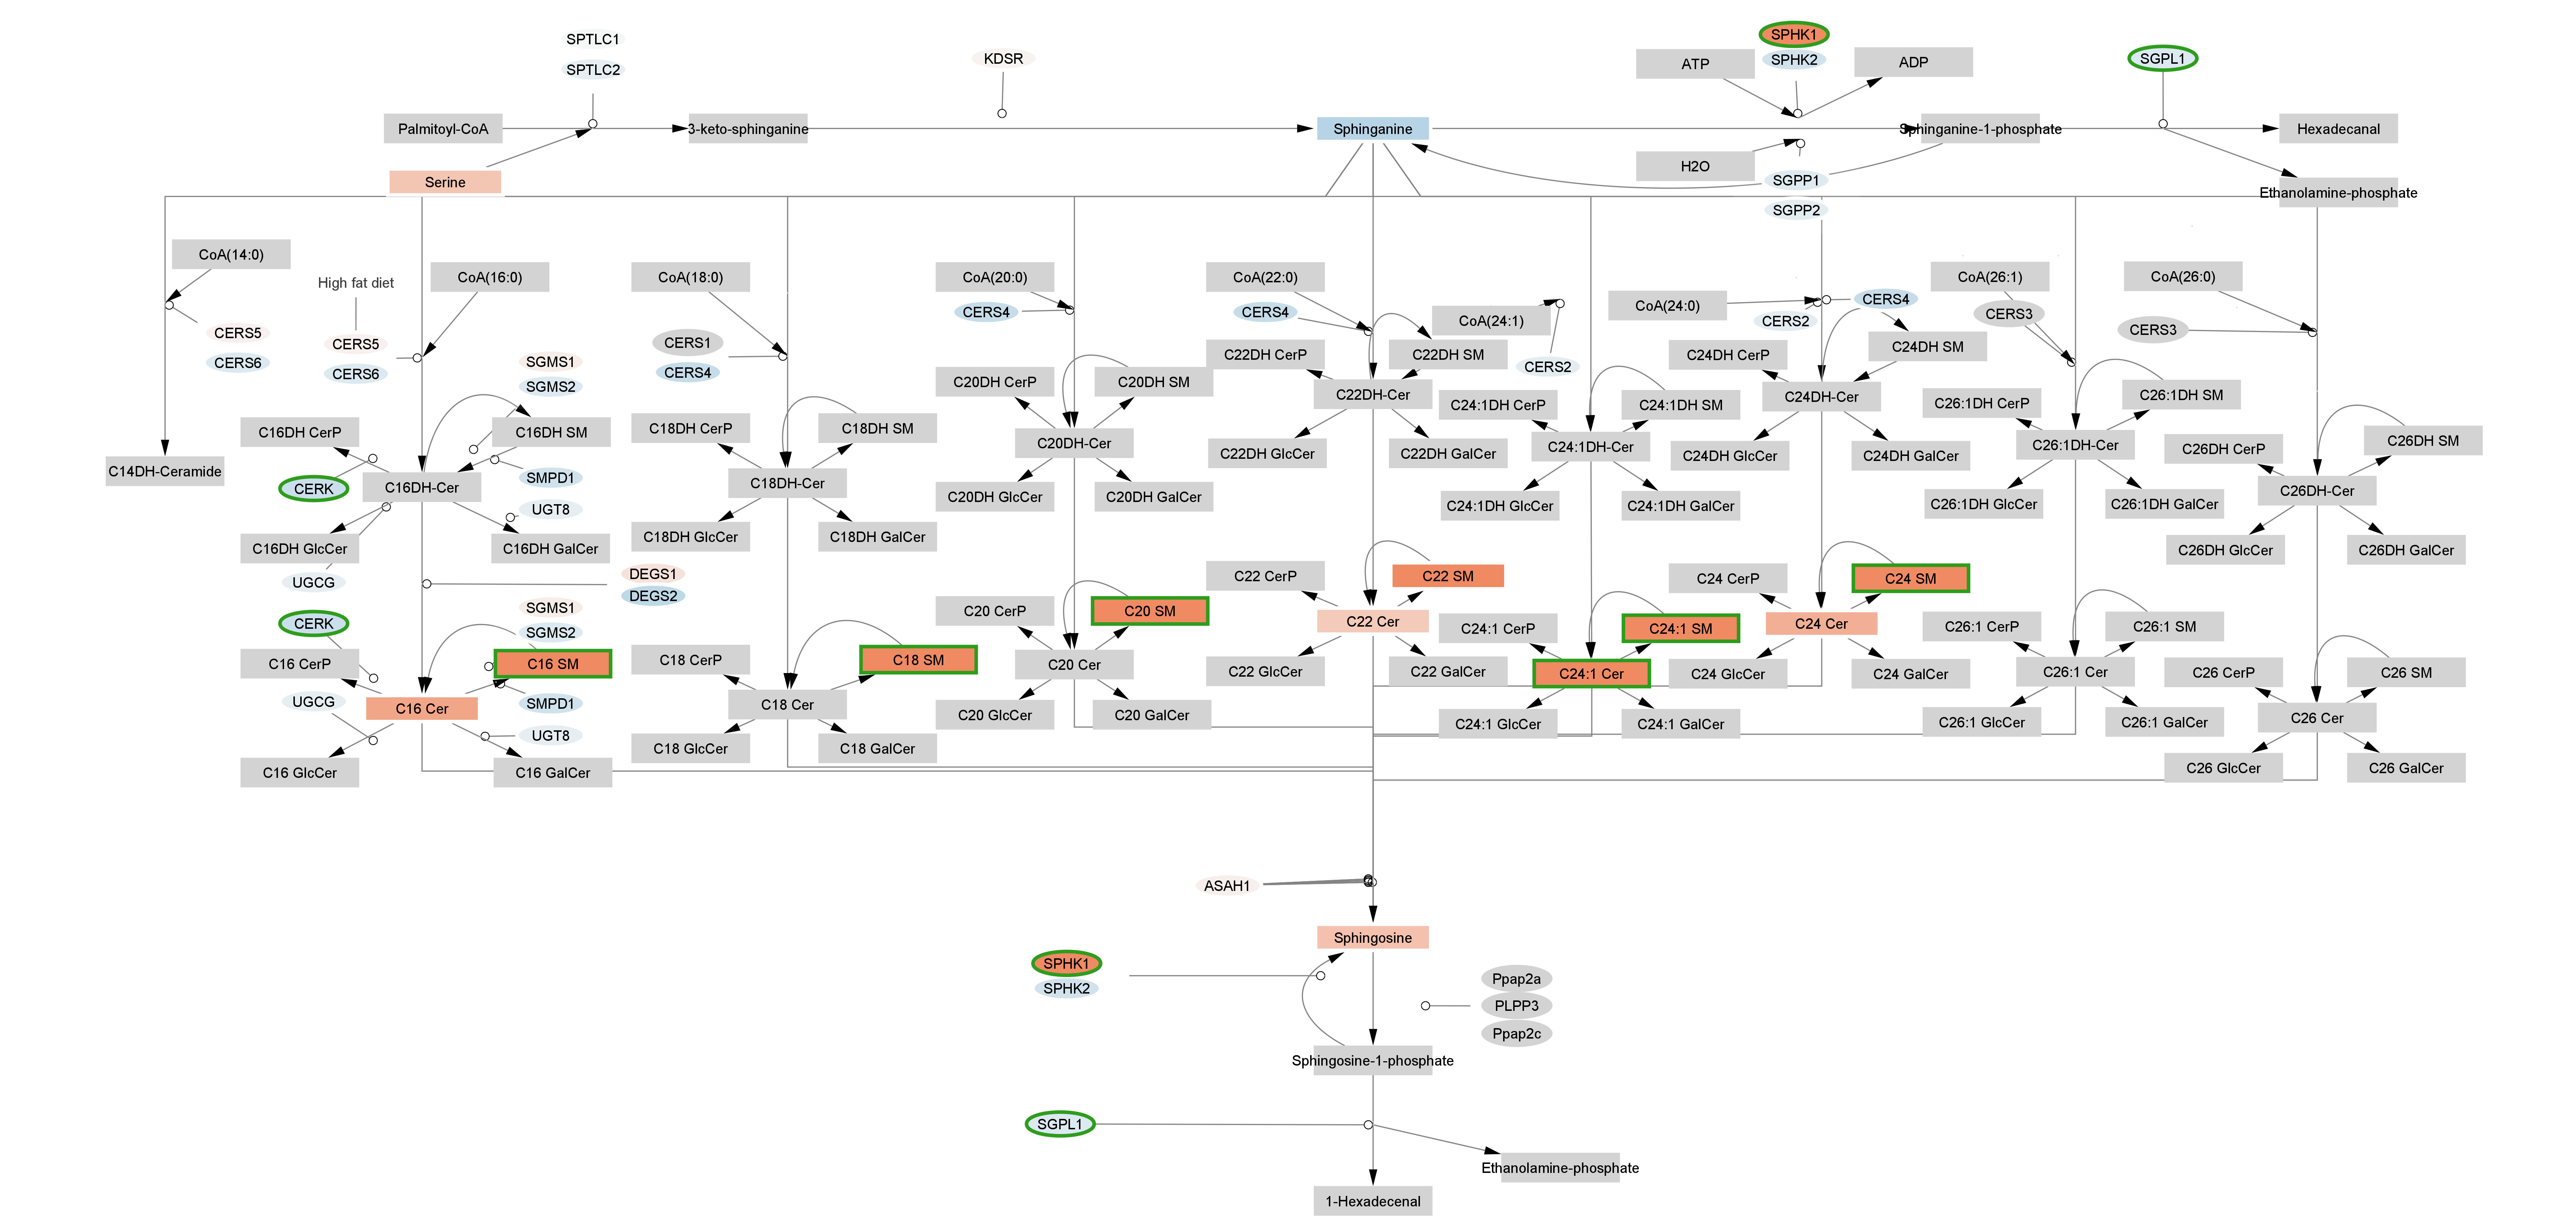 SPTLC1
SPTLC2
KDSR
SPHK1
SPHK2
ATP
ADP
SGPL1
Palmitoyl-CoA
3-keto-sphinganine
Sphinganine
Sphinganine-1-phosphate
Hexadecanal
H2O
SGPP1
SGPP2
Serine
Ethanolamine-phosphate
CoA(14:0)
High fat diet
CoA(16:0)
CoA(18:0)
CoA(20:0)
CoA(22:0)
CoA(24:1)
CoA(24:0)
CoA(26:1)
CoA(26:0)
CERS5
CERS6
CERS5
CERS6
SGMS1
SGMS2
CERS1
CERS4
CERS4
CERS4
CERS2
CERS2
CERS4
CERS3
CERS3
C14DH-Ceramide
C16DH CerP
C16DH SM
CERK
C16DH-Cer
SMPD1
UGT8
C16DH GlcCer
C16DH GalCer
UGCG
C18DH CerP
C18DH SM
C18DH-Cer
C18DH GlcCer
C18DH GalCer
C20DH CerP
C20DH SM
C20DH-Cer
C20DH GlcCer
C20DH GalCer
C22DH CerP
C22DH SM
C22DH-Cer
C22DH GlcCer
C22DH GalCer
C24:1DH CerP
C24:1DH SM
C24:1DH-Cer
C24:1DH GlcCer
C24:1DH GalCer
C24DH CerP
C24DH SM
C24DH-Cer
C24DH GlcCer
C24DH GalCer
C26:1DH CerP
C26:1DH SM
C26:1DH-Cer
C26:1DH GlcCer
C26:1DH GalCer
C26DH CerP
C26DH SM
C26DH-Cer
C26DH GlcCer
C26DH GalCer
DEGS1
DEGS2
SGMS1
SGMS2
CERK
C16 CerP
C16 SM
UGCG
C16 Cer
SMPD1
UGT8
C16 GlcCer
C16 GalCer
C18 CerP
C18 SM
C18 Cer
C18 GlcCer
C18 GalCer
C20 CerP
C20 SM
C20 Cer
C20 GlcCer
C20 GalCer
C22 CerP
C22 SM
C22 Cer
C22 GlcCer
C22 GalCer
C24:1 CerP
C24:1 SM
C24:1 Cer
C24:1 GlcCer
C24:1 GalCer
C24 CerP
C24 SM
C24 Cer
C24 GlcCer
C24 GalCer
C26:1 CerP
C26:1 SM
C26:1 Cer
C26:1 GlcCer
C26:1 GalCer
C26 CerP
C26 SM
C26 Cer
C26 GlcCer
C26 GalCer
ASAH1
Sphingosine
SPHK1
SPHK2
Ppap2a
PLPP3
Ppap2c
Sphingosine-1-phosphate
SGPL1
Ethanolamine-phosphate
1-Hexadecenal